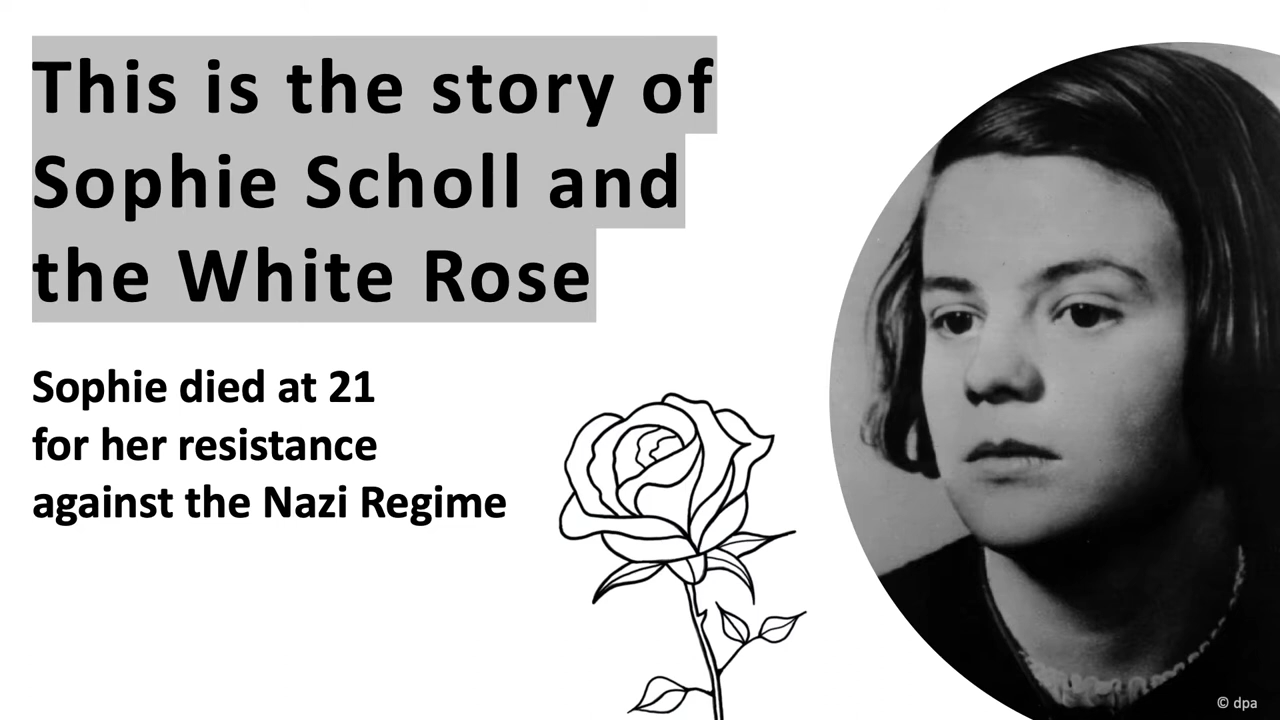 This is the story of
Sophie Scholl and
the White Rose
Sophie died at 21
for her resistance
against the Nazi Regime
© dpa